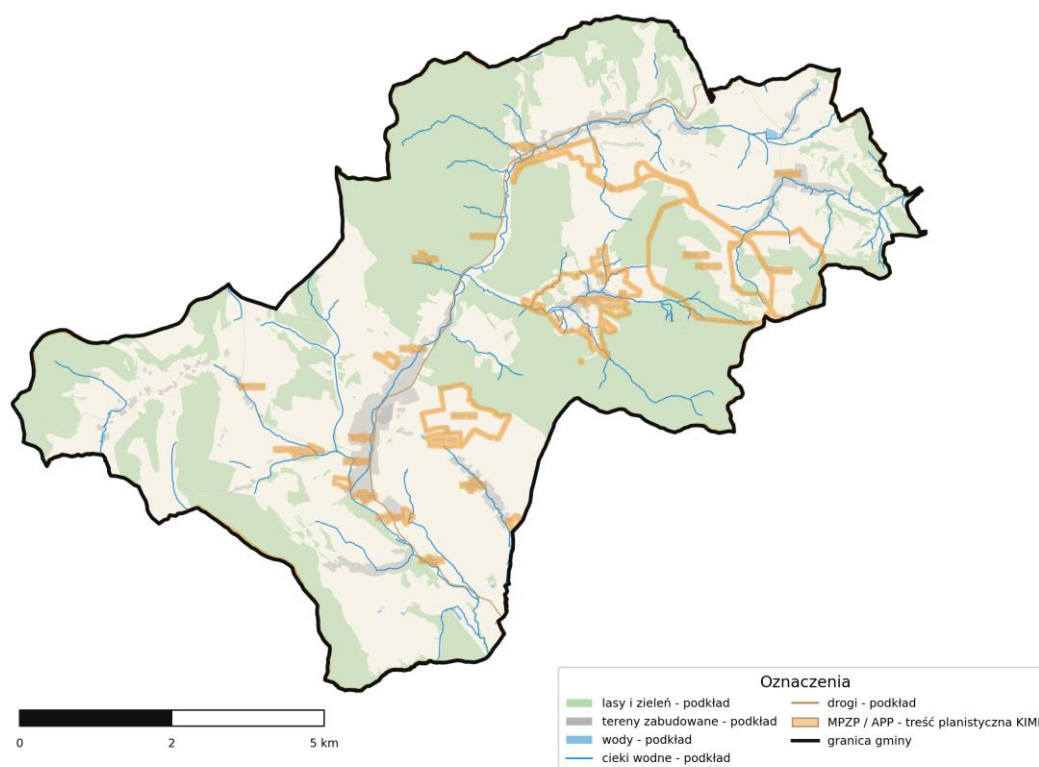 Oznaczenia
lasy i zieleń - podkład
tereny zabudowane - podkład
wody - podkład
cieki wodne - podkład
drogi - podkład
MPZP / APP - treść planistyczna KIMI
granica gminy
0 2 5 km